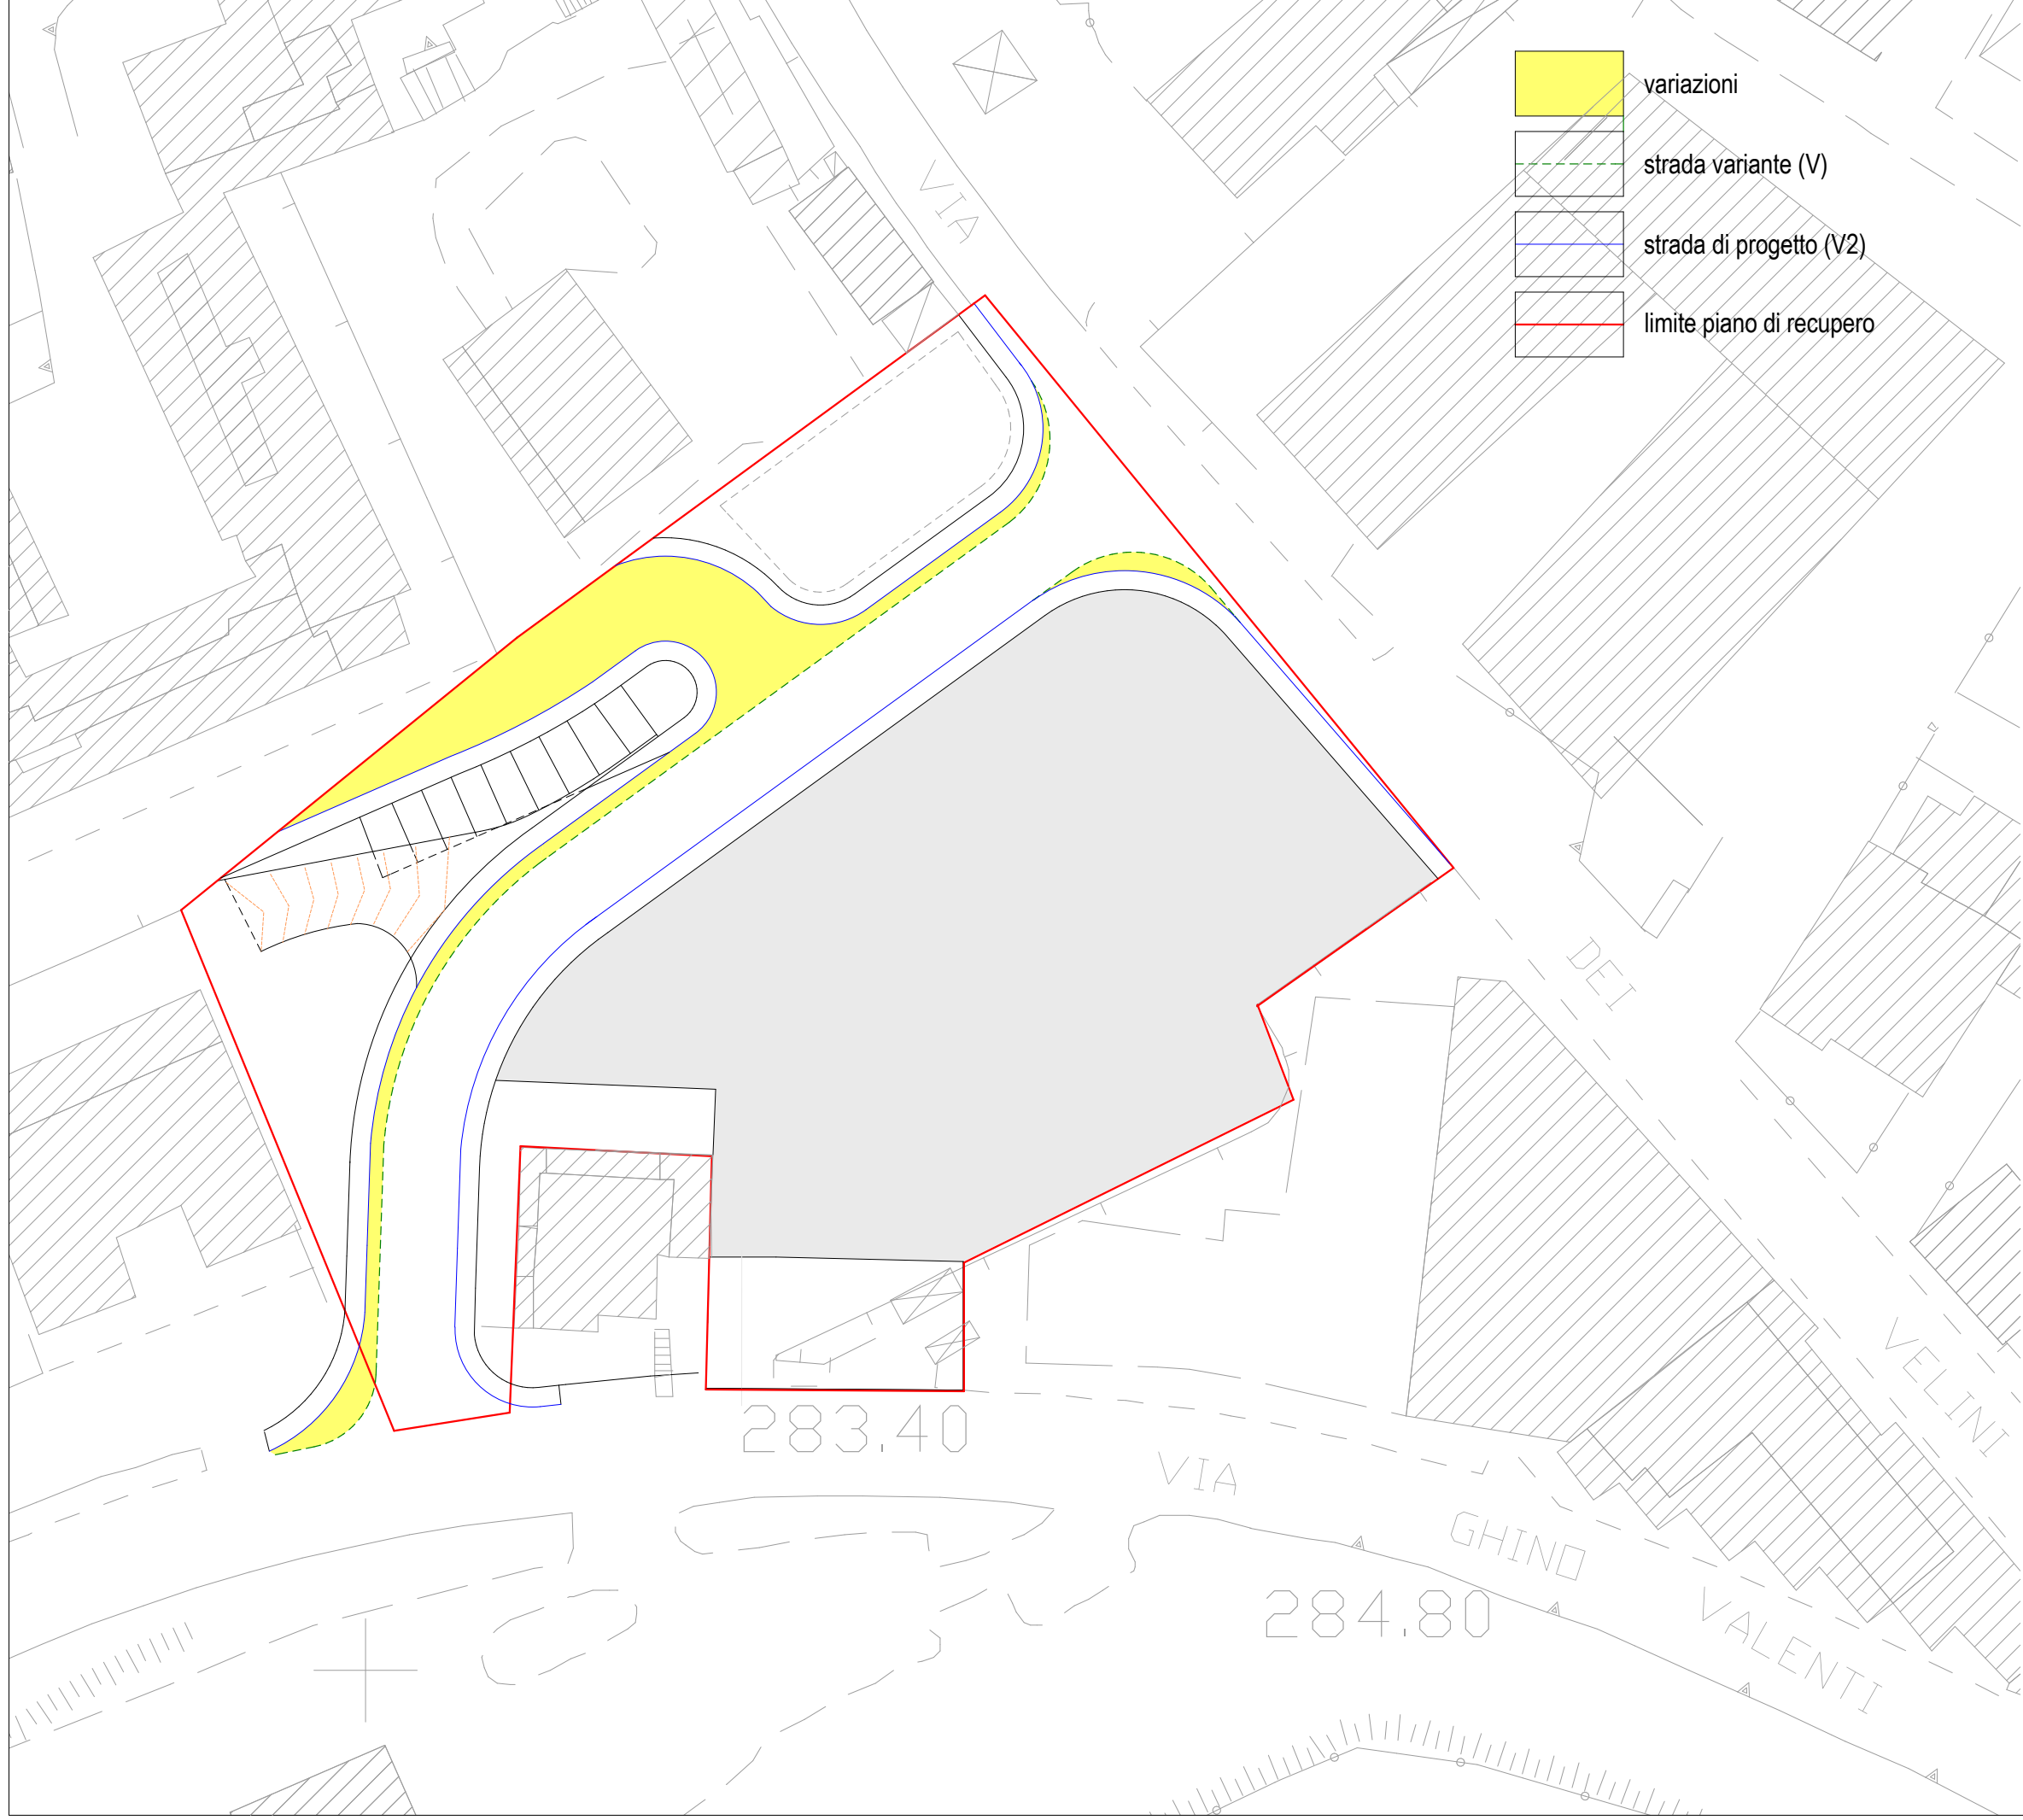 variazioni
strada variante (V)
strada di progetto (V2)
limite piano di recupero
VIA
DEI
VELINI
283.40
VIA
GHINO
VALENTI
284.80